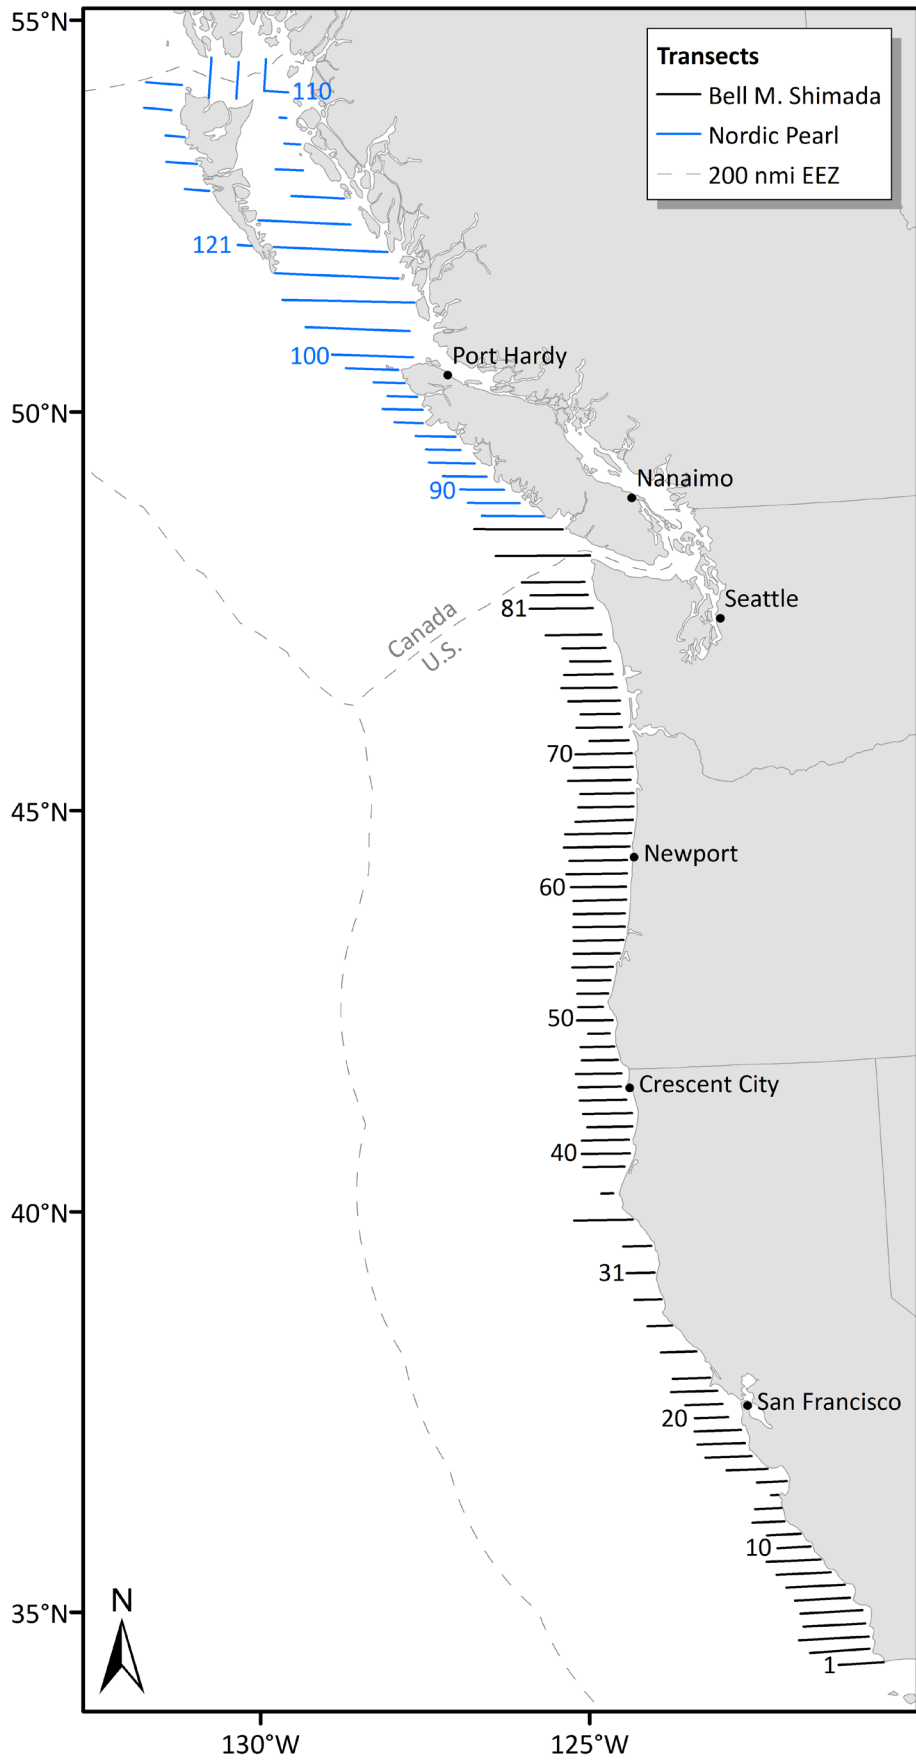 55°N
Transects
Bell M. Shimada
Nordic Pearl
200 nmi EEZ
110
121
100
Port Hardy
50°N
Nanaimo
90
Seattle
81
Canada
U.S.
70
45°N
Newport
60
50
Crescent City
40
40°N
31
San Francisco
20
10
N
35°N
1
130°W
125°W